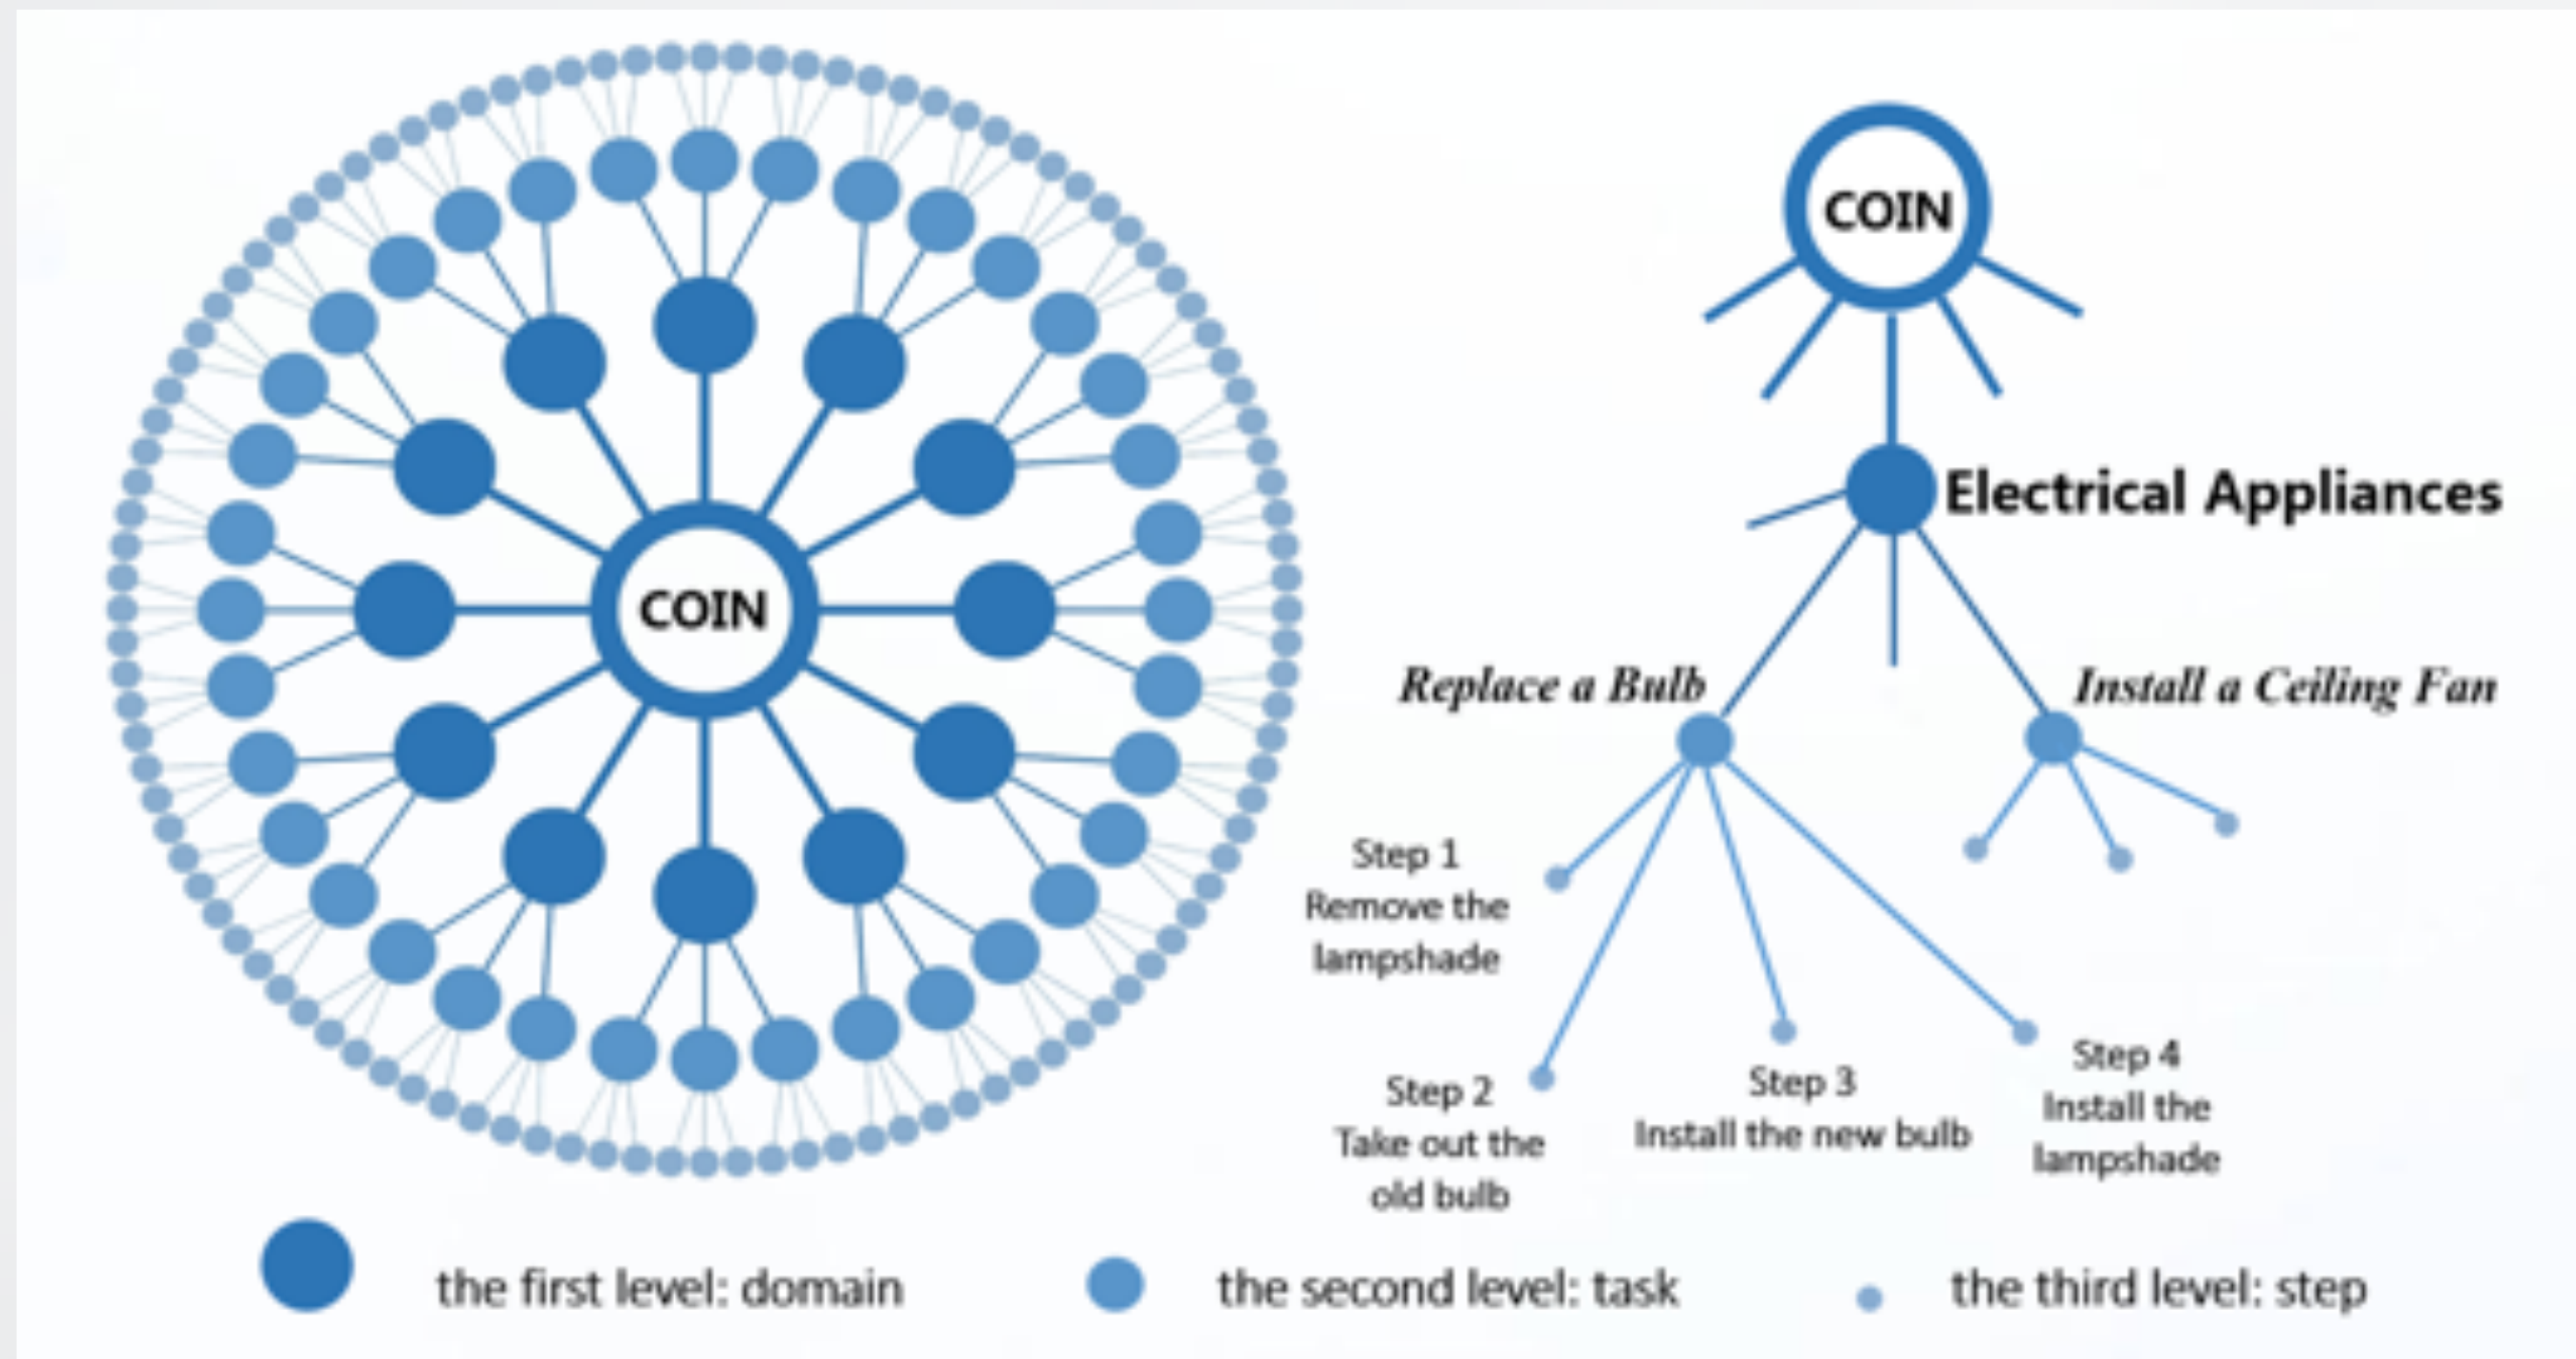 COIN
COIN
Electrical Appliances
Replace a Bulb
Install a Ceiling Fan
Step 1
Remove the
lampshade
Step 2
Take out the
old bulb
Step 3
Install the new bulb
Step 4
Install the
lampshade
the first level: domain
the second level: task
the third level: step